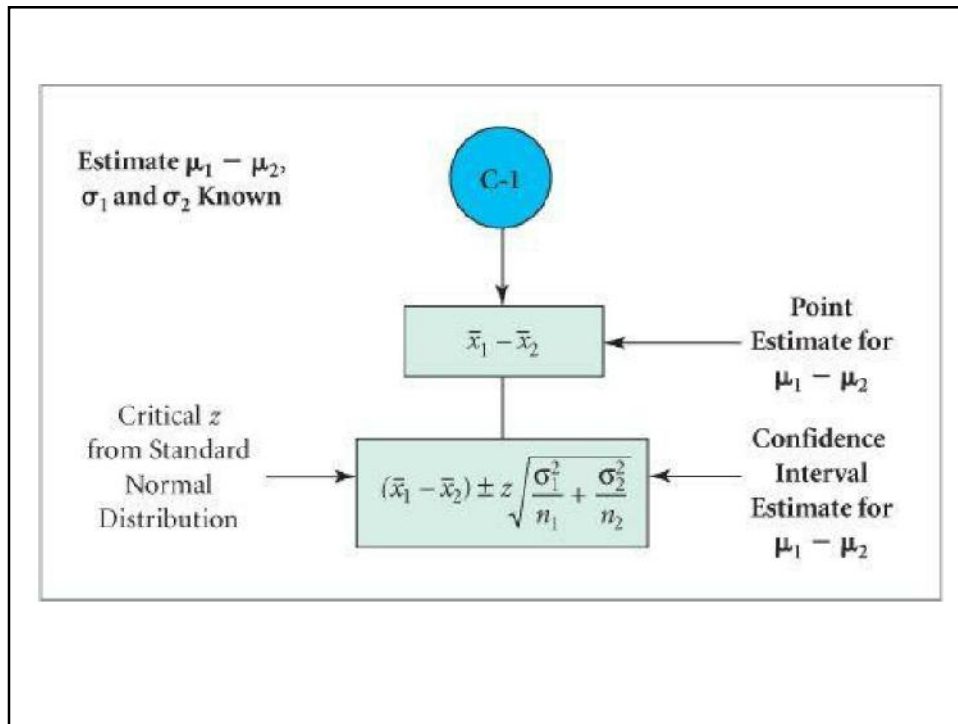 Estimate μ₁ − μ₂,
σ₁ and σ₂ Known
C-1
x̄₁ − x̄₂
Point
Estimate for
μ₁ − μ₂
Critical z
from Standard
Normal
Distribution
(x̄₁ − x̄₂) ± z√(σ₁²/n₁ + σ₂²/n₂)
Confidence
Interval
Estimate for
μ₁ − μ₂